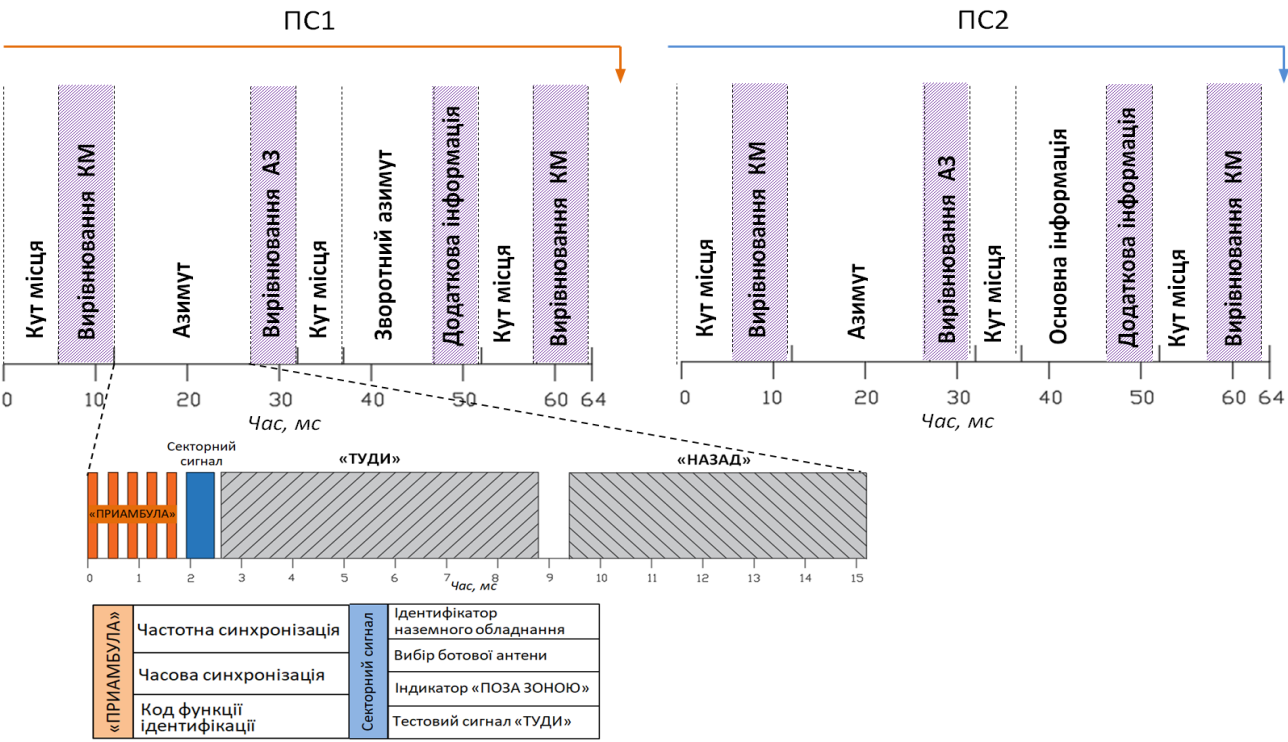 ПС1
Кут місця
Вирівнювання КМ
Азимут
Вирівнювання АЗ
Кут місця
Зворотний азимут
Додаткова інформація
Кут місця
Вирівнювання КМ
0 10 20 30 40 50 60 64
Час, мс
ПС2
Кут місця
Вирівнювання КМ
Азимут
Вирівнювання АЗ
Кут місця
Основна інформація
Додаткова інформація
Кут місця
Вирівнювання КМ
0 10 20 30 40 50 60 64
Час, мс
Секторний
сигнал
«ТУДИ»
«НАЗАД»
«ПРИАМБУЛА»
0 1 2 3 4 5 6 7 8 9 10 11 12 13 14 15
Час, мс
«ПРИАМБУЛА»
Частотна синхронізація
Часова синхронізація
Код функції
ідентифікації
Секторний сигнал
Ідентифікатор
наземного обладнання
Вибір ботової антени
Індикатор «ПОЗА ЗОНОЮ»
Тестовий сигнал «ТУДИ»